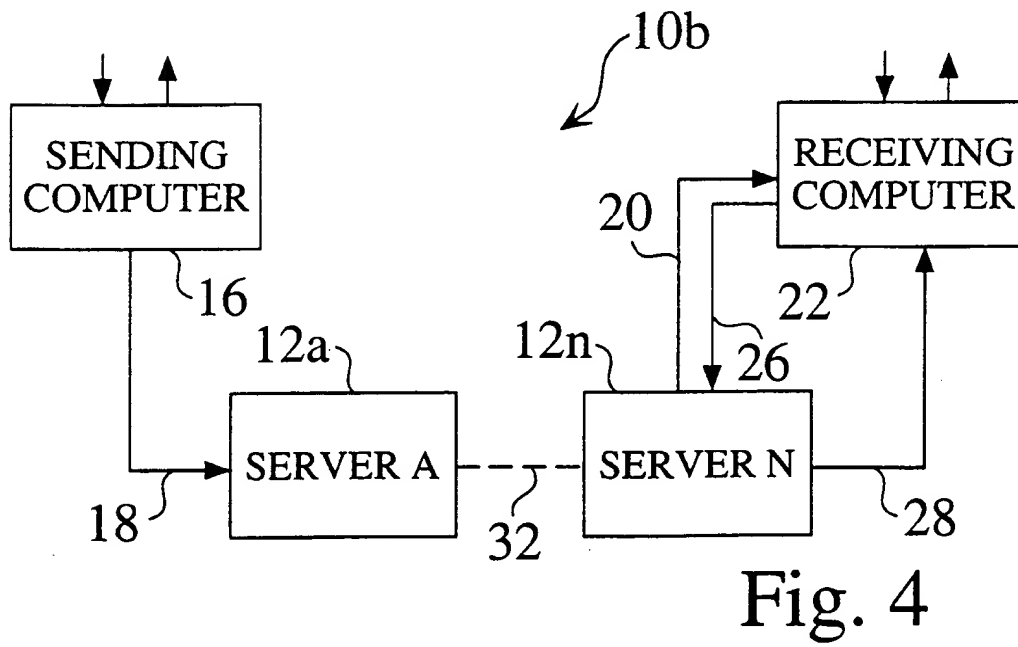 10b
SENDING
COMPUTER
RECEIVING
COMPUTER
20
16
22
12a
12n
26
SERVER A
SERVER N
18
32
28
Fig. 4